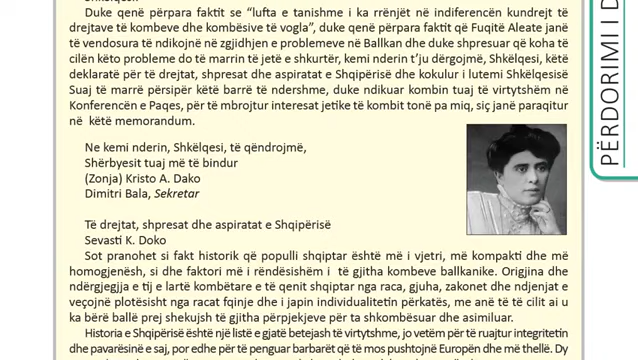 Duke qenë përpara faktit se “lufta e tanishme i ka rrënjët në indiferencën kundrejt të
drejtave të kombeve dhe kombësive të vogla”, duke qenë përpara faktit që Fuqitë Aleate janë
të vendosura të ndikojnë në zgjidhjen e problemeve në Ballkan dhe duke shpresuar që koha të
cilën këto probleme do të marrin të jetë e shkurtër, kemi nderin t’ju dërgojmë, Shkëlqesi, këtë
deklaratë për të drejtat, shpresat dhe aspiratat e Shqipërisë dhe kokulur i lutemi Shkëlqesisë
Suaj të marrë përsipër këtë barrë të ndershme, duke ndikuar kombin tuaj të virtytshëm në
Konferencën e Paqes, për të mbrojtur interesat jetike të kombit tonë pa miq, siç janë paraqitur
në këtë memorandum.
Ne kemi nderin, Shkëlqesi, të qëndrojmë,
Shërbyesit tuaj më të bindur
(Zonja) Kristo A. Dako
Dimitri Bala, Sekretar
Të drejtat, shpresat dhe aspiratat e Shqipërisë
Sevasti K. Doko
Sot pranohet si fakt historik që populli shqiptar është më i vjetri, më kompakti dhe më
homogjenësh, si dhe faktori më i rëndësishëm i të gjitha kombeve ballkanike. Origjina dhe
ndërgjegjja e tij e lartë kombëtare e të qenit shqiptar nga raca, gjuha, zakonet dhe ndjenjat e
veçojnë plotësisht nga racat fqinje dhe i japin individualitetin përkatës, me anë të të cilit ai u
ka bërë ballë prej shekujsh të gjitha përpjekjeve për ta shkombësuar dhe asimiluar.
Historia e Shqipërisë është një listë e gjatë betejash të virtytshme, jo vetëm për të ruajtur integritetin
dhe pavarësinë e saj, por edhe për të penguar barbarët që të mos pushtojnë Europën dhe më thellë. Dy
PËRDORIMI I